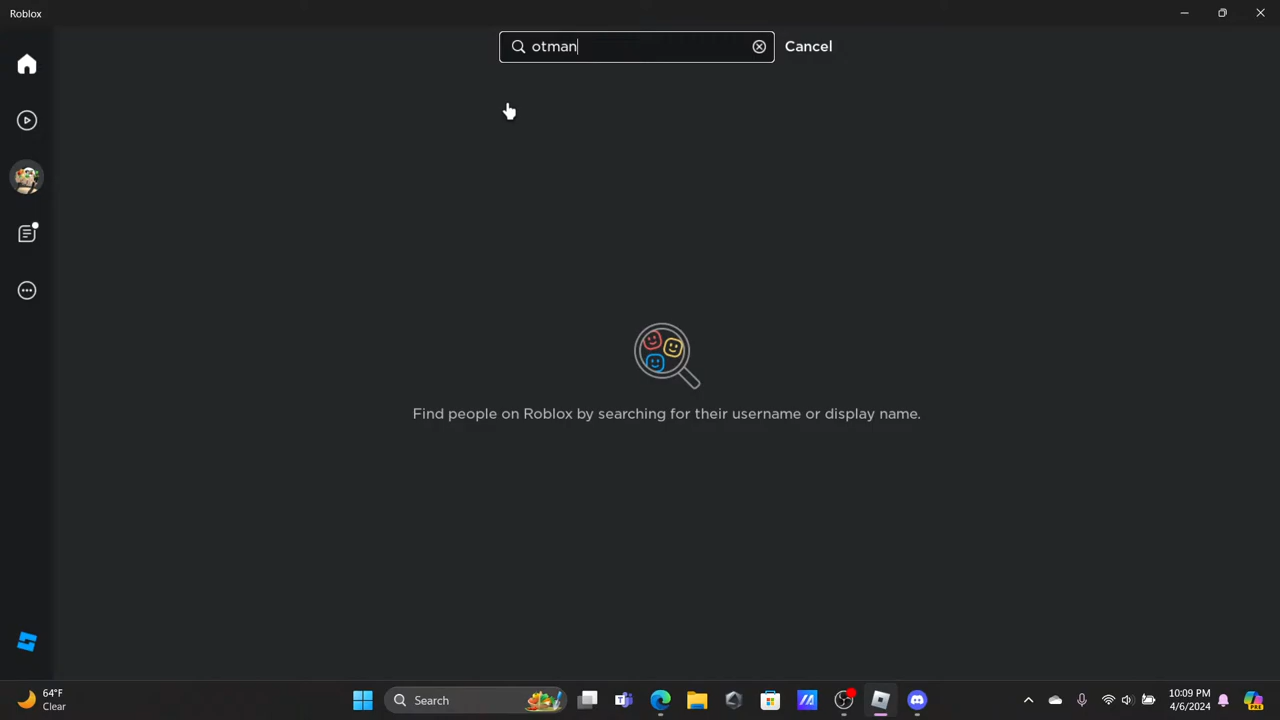 Roblox
otman
Cancel
Find people on Roblox by searching for their username or display name.
64°F
Clear
Search
10:09 PM
4/6/2024
PRE